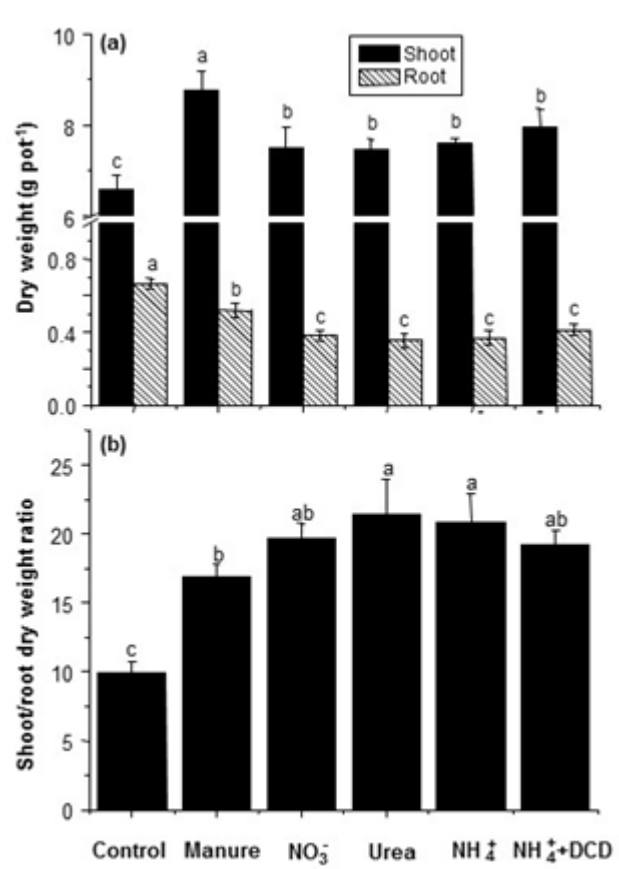 (a)
Shoot
Root
Dry weight (g pot⁻¹)
10
8
6
0.8
0.4
0.0
c
a
a
b
b
c
b
c
b
c
b
c
(b)
Shoot/root dry weight ratio
25
20
15
10
5
0
c
b
ab
a
a
ab
Control Manure NO₃⁻ Urea NH₄⁺ NH₄⁺+DCD